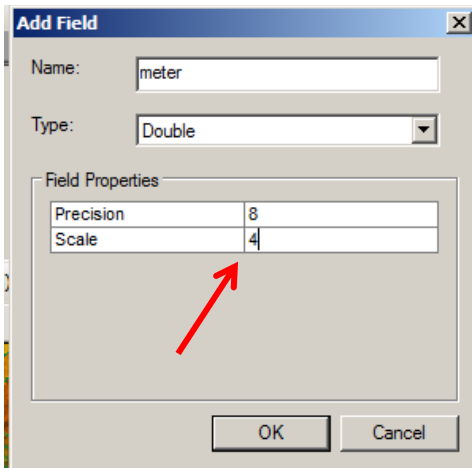 Add Field
Name: meter
Type: Double
Field Properties
Precision 8
Scale 4
OK Cancel